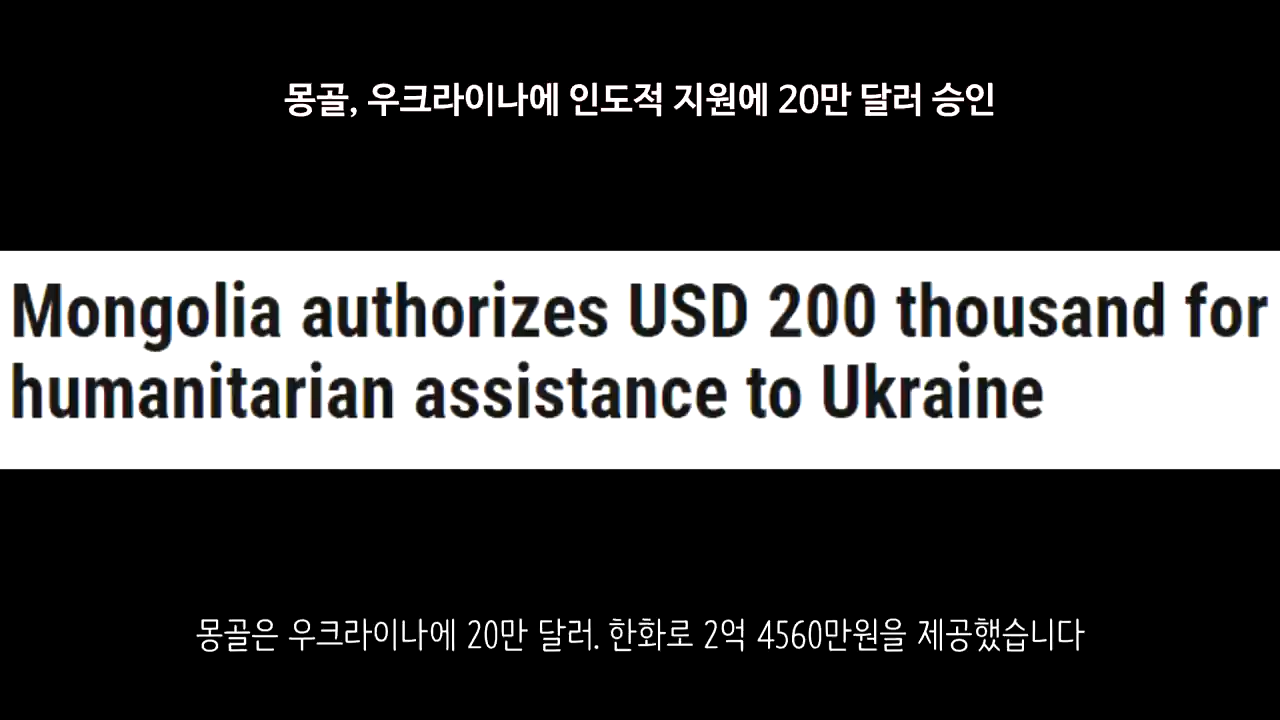 몽골, 우크라이나에 인도적 지원에 20만 달러 승인
Mongolia authorizes USD 200 thousand for
humanitarian assistance to Ukraine
몽골은 우크라이나에 20만 달러. 한화로 2억 4560만원을 제공했습니다